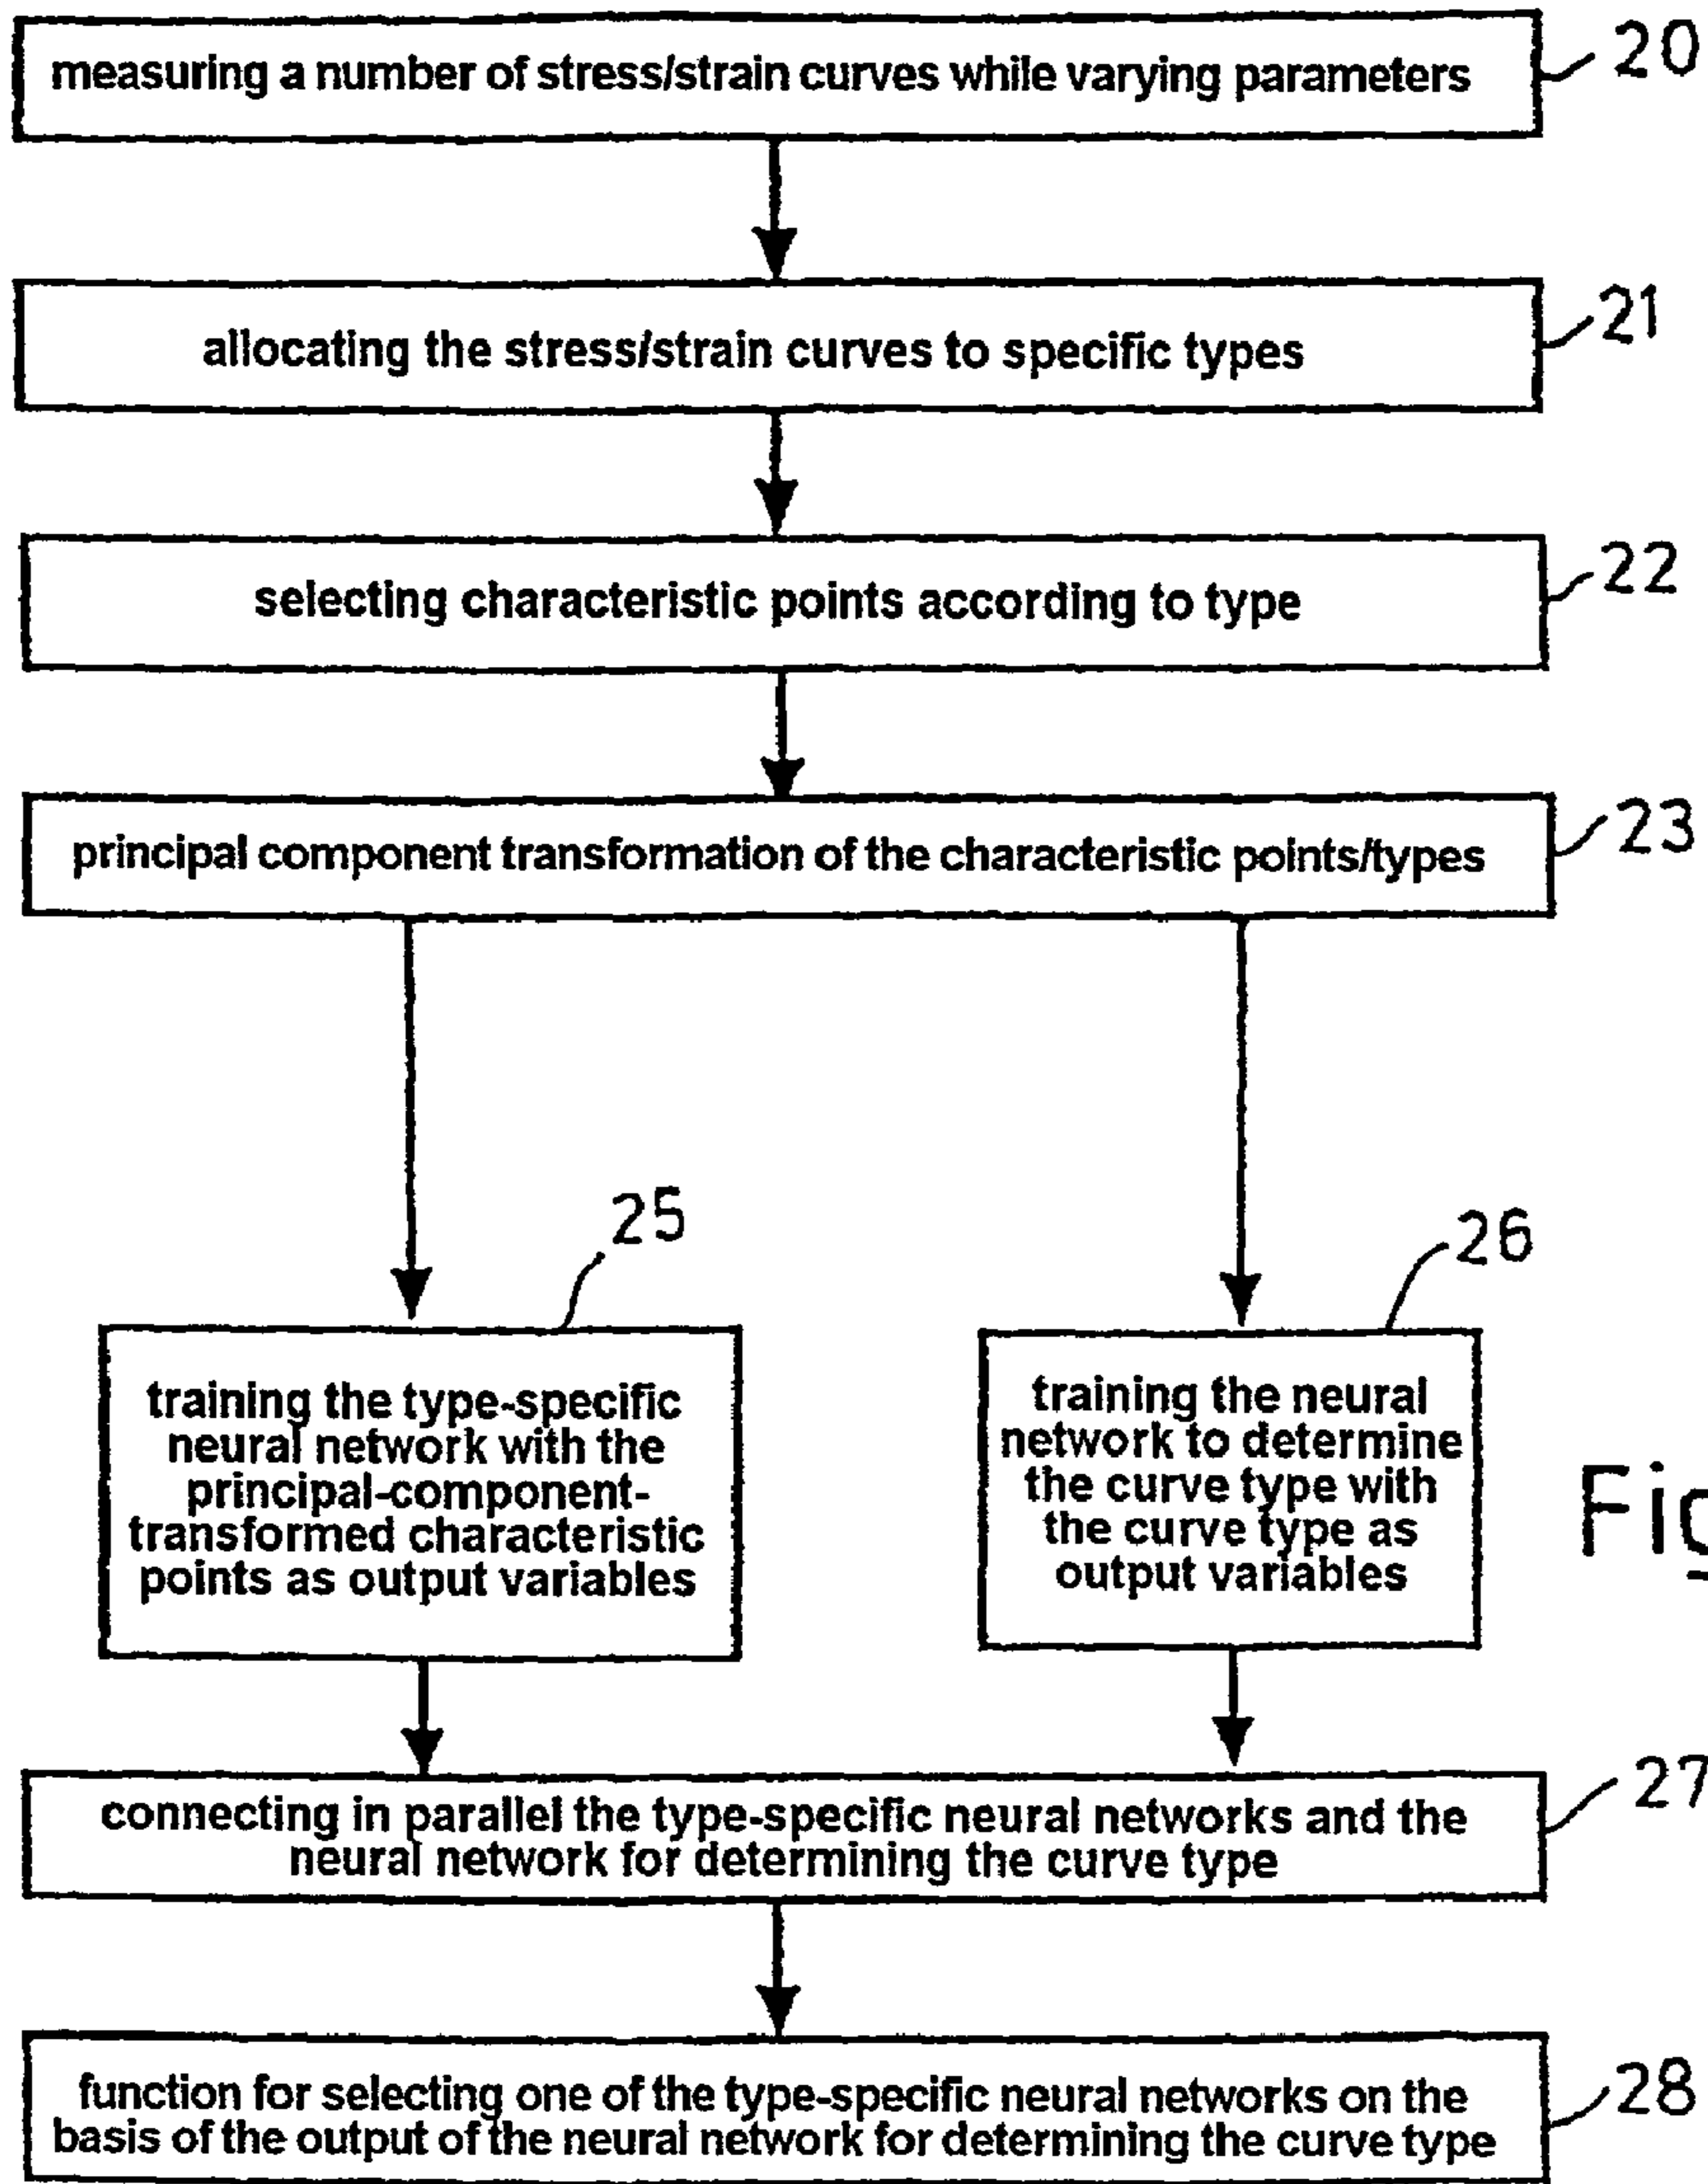 measuring a number of stress/strain curves while varying parameters
20
allocating the stress/strain curves to specific types
21
selecting characteristic points according to type
22
principal component transformation of the characteristic points/types
23
25
training the type-specific
neural network with the
principal-component-
transformed characteristic
points as output variables
26
training the neural
network to determine
the curve type with
the curve type as
output variables
connecting in parallel the type-specific neural networks and the
neural network for determining the curve type
27
function for selecting one of the type-specific neural networks on the
basis of the output of the neural network for determining the curve type
28